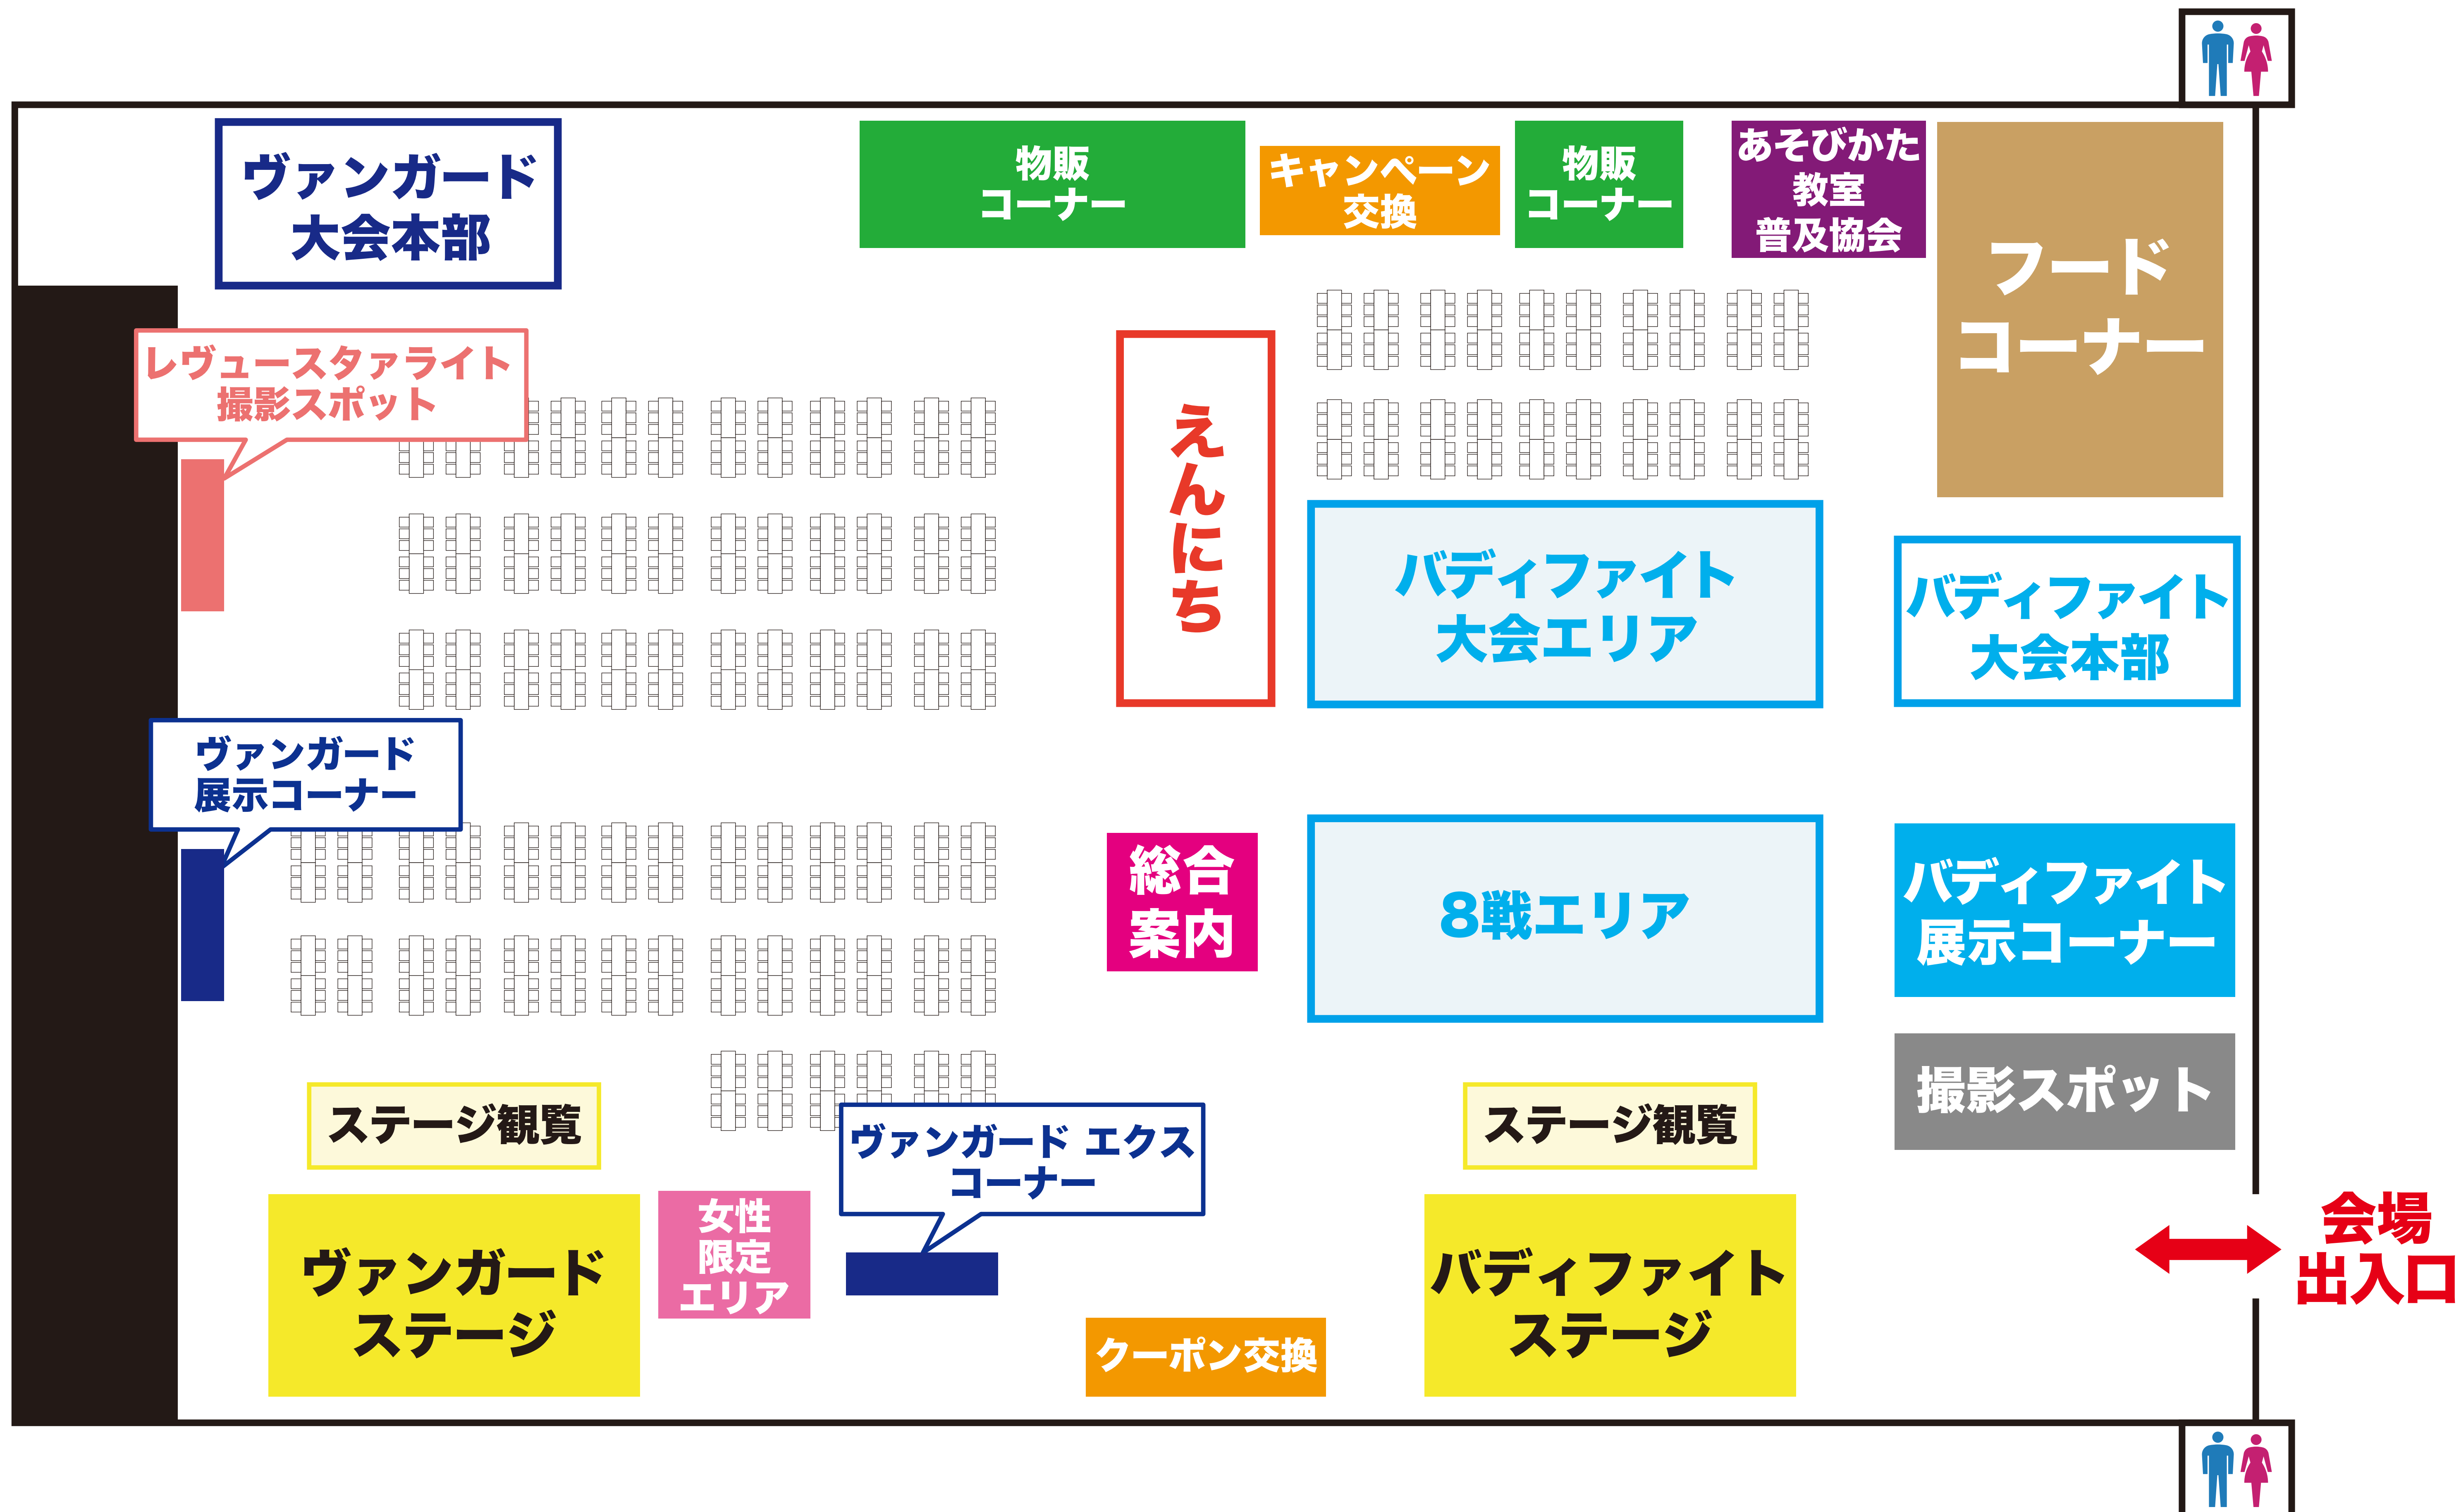 ヴァンガード
大会本部
物販
コーナー
キャンペーン
交換
物販
コーナー
あそびかた
教室
普及協会
フード
コーナー
レヴュースタァライト
撮影スポット
えんにち
バディファイト
大会エリア
バディファイト
大会本部
ヴァンガード
展示コーナー
総合
案内
8戦エリア
バディファイト
展示コーナー
撮影スポット
ステージ観覧
ヴァンガード エクス
コーナー
ステージ観覧
ヴァンガード
ステージ
女性
限定
エリア
クーポン交換
バディファイト
ステージ
会場
出入口